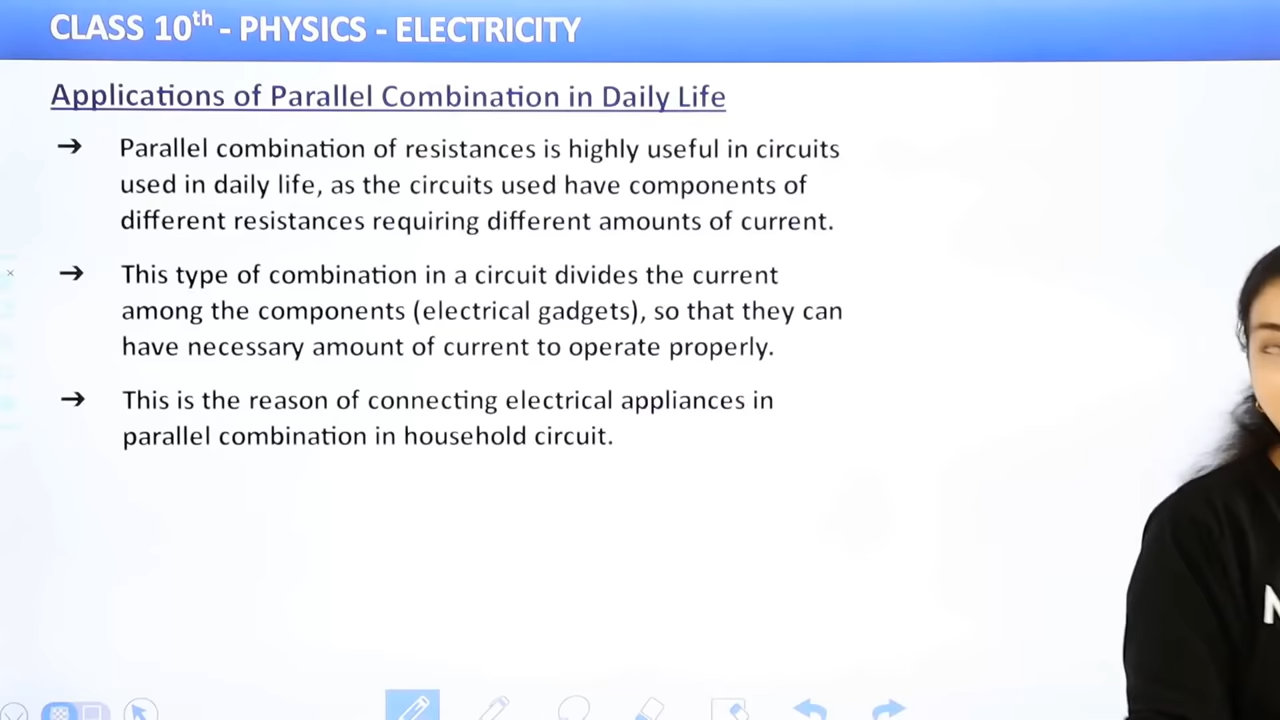 CLASS 10th - PHYSICS - ELECTRICITY
Applications of Parallel Combination in Daily Life
➔ Parallel combination of resistances is highly useful in circuits
used in daily life, as the circuits used have components of
different resistances requiring different amounts of current.
➔ This type of combination in a circuit divides the current
among the components (electrical gadgets), so that they can
have necessary amount of current to operate properly.
➔ This is the reason of connecting electrical appliances in
parallel combination in household circuit.